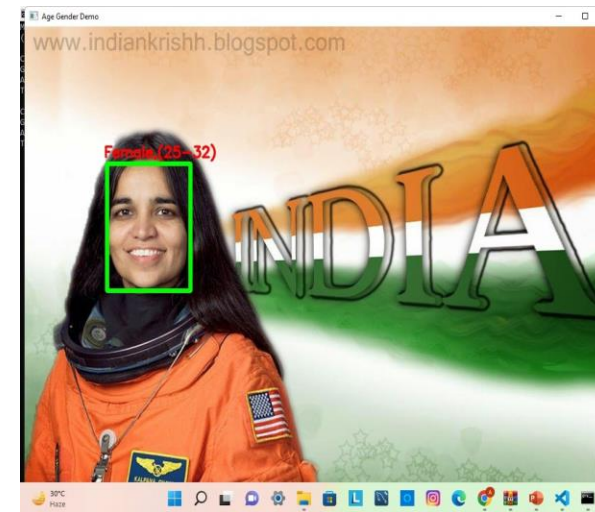 Age Gender Demo
www.indiankrishh.blogspot.com
Female,(25-32)
INDIA
30°C
Haze